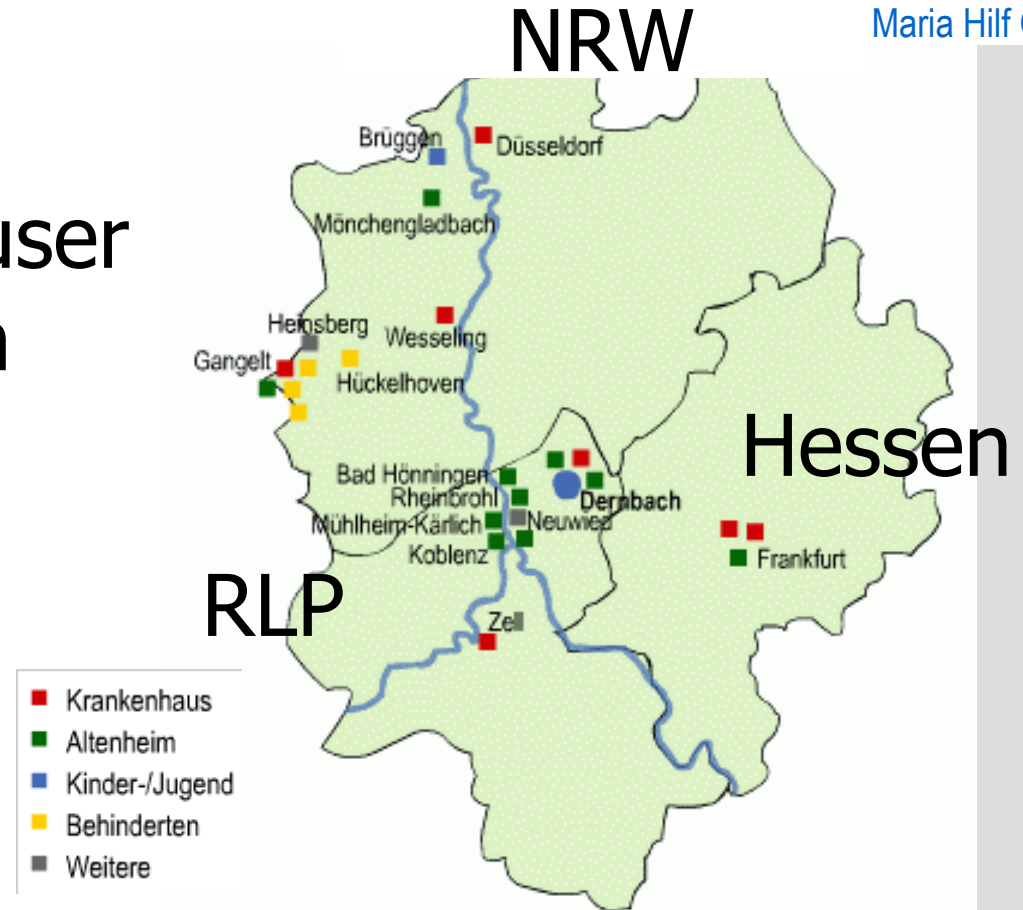 NRW
Maria Hilf
Brüggen
Düsseldorf
Mönchengladbach
Heinsberg
Wesseling
Gangelt
Hückelhoven
Hessen
Bad Hönningen
Rheinbrohl
Dernbach
Mühlheim-Kärlich
Neuwied
Koblenz
Frankfurt
RLP
Zell
Krankenhaus
Altenheim
Kinder-/Jugend
Behinderten
Weitere